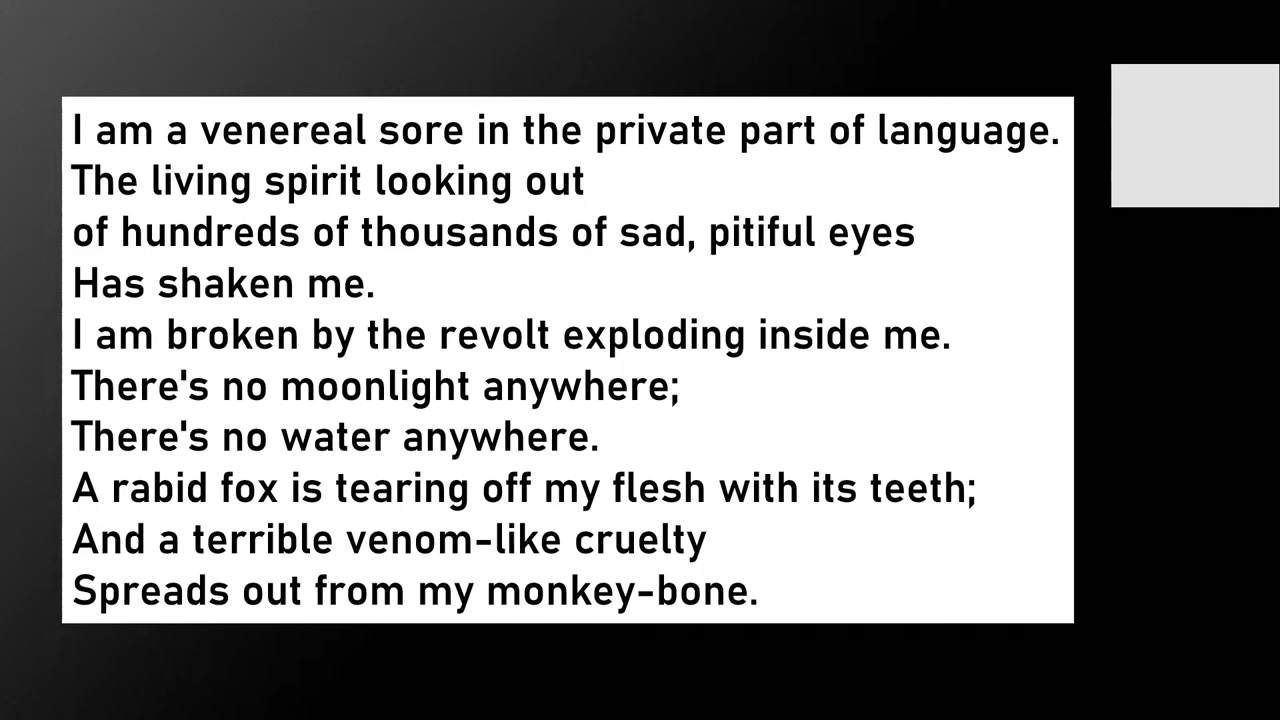 I am a venereal sore in the private part of language.
The living spirit looking out
of hundreds of thousands of sad, pitiful eyes
Has shaken me.
I am broken by the revolt exploding inside me.
There's no moonlight anywhere;
There's no water anywhere.
A rabid fox is tearing off my flesh with its teeth;
And a terrible venom-like cruelty
Spreads out from my monkey-bone.